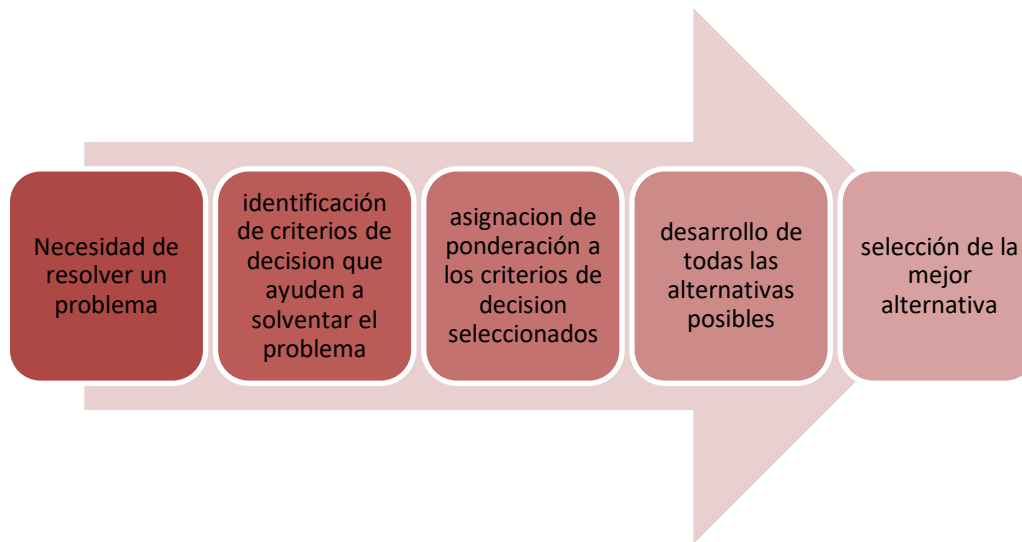 Necesidad de
resolver un
problema
identificación
de criterios de
decision que
ayuden a
solventar el
problema
asignacion de
ponderación a
los criterios de
decision
seleccionados
desarrollo de
todas las
alternativas
posibles
selección de la
mejor
alternativa